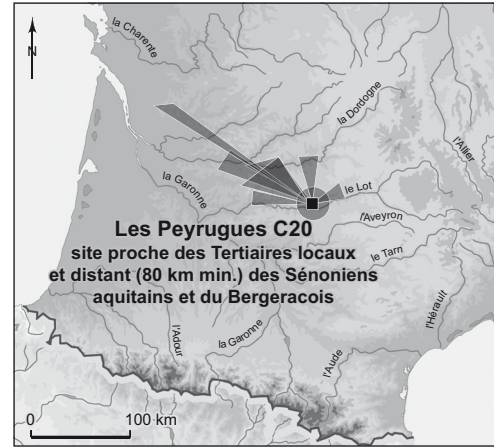 la Charente
N
la Dordogne
l'Allier
la Garonne
le Lot
Les Peyrugues C20
l'Aveyron
site proche des Tertiaires locaux
le Tarn
et distant (80 km min.) des Sénoniens
aquitains et du Bergeracois
l'Hérault
l'Adour
la Garonne
l'Aude
0 100 km